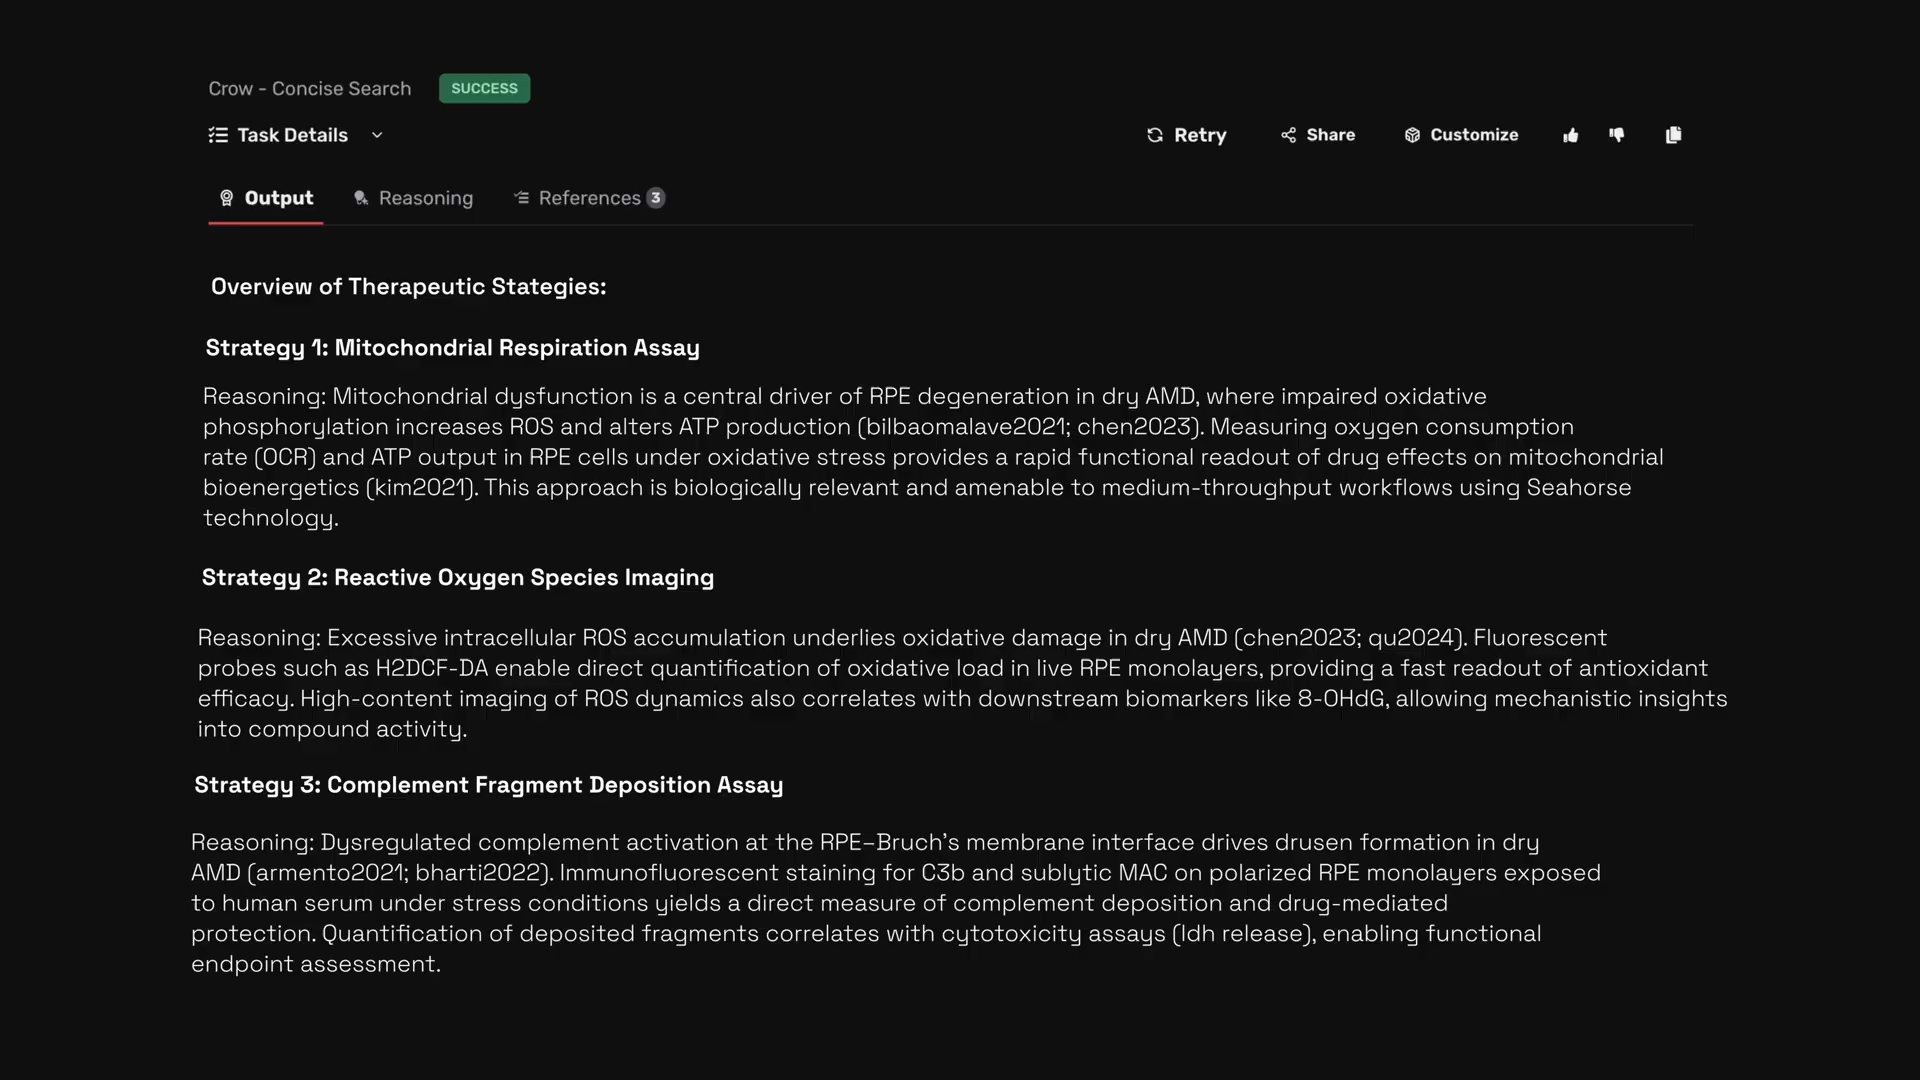 Crow - Concise Search
SUCCESS
Task Details
Retry
Share
Customize
Output
Reasoning
References 3
Overview of Therapeutic Stategies:
Strategy 1: Mitochondrial Respiration Assay
Reasoning: Mitochondrial dysfunction is a central driver of RPE degeneration in dry AMD, where impaired oxidative
phosphorylation increases ROS and alters ATP production (bilbaomalave2021; chen2023). Measuring oxygen consumption
rate (OCR) and ATP output in RPE cells under oxidative stress provides a rapid functional readout of drug effects on mitochondrial
bioenergetics (kim2021). This approach is biologically relevant and amenable to medium-throughput workflows using Seahorse
technology.
Strategy 2: Reactive Oxygen Species Imaging
Reasoning: Excessive intracellular ROS accumulation underlies oxidative damage in dry AMD (chen2023; qu2024). Fluorescent
probes such as H2DCF-DA enable direct quantification of oxidative load in live RPE monolayers, providing a fast readout of antioxidant
efficacy. High-content imaging of ROS dynamics also correlates with downstream biomarkers like 8-OHdG, allowing mechanistic insights
into compound activity.
Strategy 3: Complement Fragment Deposition Assay
Reasoning: Dysregulated complement activation at the RPE–Bruch’s membrane interface drives drusen formation in dry
AMD (armento2021; bharti2022). Immunofluorescent staining for C3b and sublytic MAC on polarized RPE monolayers exposed
to human serum under stress conditions yields a direct measure of complement deposition and drug-mediated
protection. Quantification of deposited fragments correlates with cytotoxicity assays (ldh release), enabling functional
endpoint assessment.